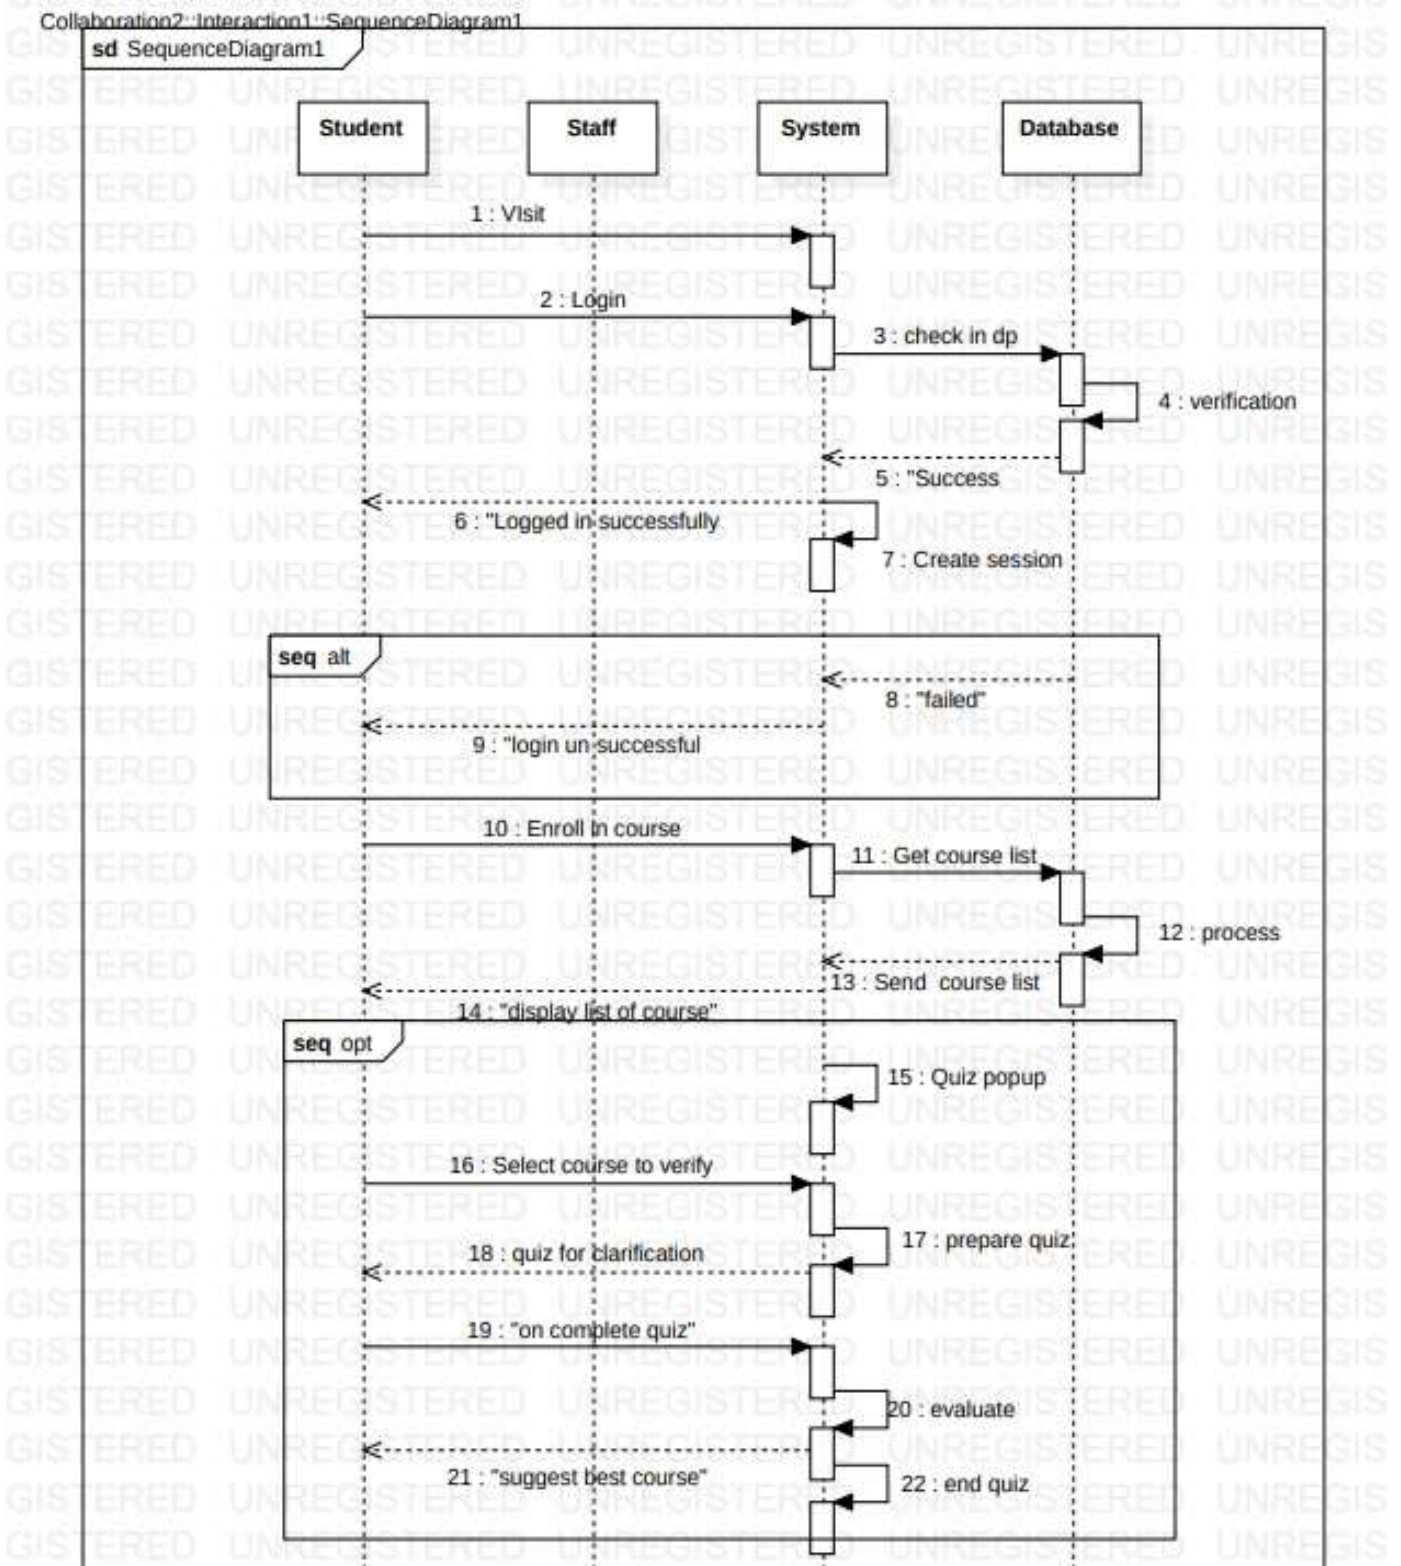 Collaboration2::Interaction1::SequenceDiagram1
sd SequenceDiagram1
Student
Staff
System
Database
1 : VIsit
2 : Login
3 : check in dp
4 : verification
5 : "Success
6 : "Logged in successfully
7 : Create session
seq alt
8 : "failed"
9 : "login un-successful
10 : Enroll in course
11 : Get course list
12 : process
13 : Send course list
14 : "display list of course"
seq opt
15 : Quiz popup
16 : Select course to verify
17 : prepare quiz
18 : quiz for clarification
19 : "on complete quiz"
20 : evaluate
21 : "suggest best course"
22 : end quiz
UNREGISTERED